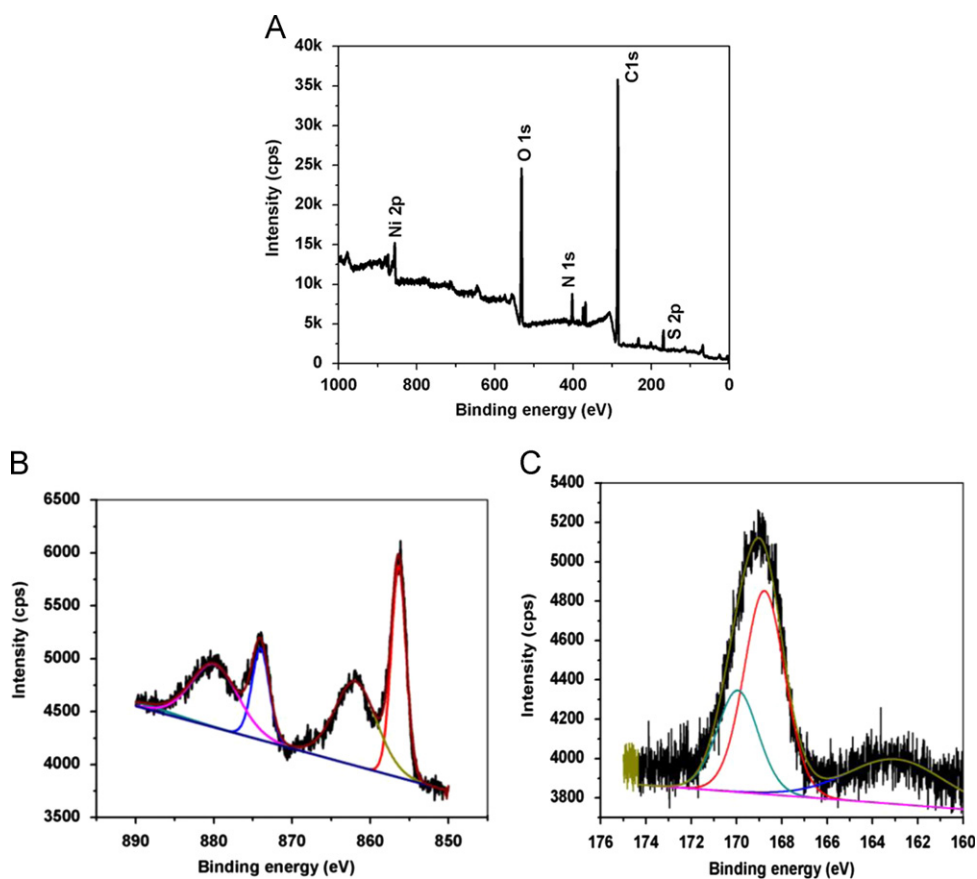 A
40k
35k
30k
25k
20k
15k
10k
5k
0
Intensity (cps)
Ni 2p
O 1s
N 1s
C1s
S 2p
1000 800 600 400 200 0
Binding energy (eV)
B
6500
6000
5500
5000
4500
4000
3500
Intensity (cps)
890 880 870 860 850
Binding energy (eV)
C
5400
5200
5000
4800
4600
4400
4200
4000
3800
Intensity (cps)
176 174 172 170 168 166 164 162 160
Binding energy (eV)